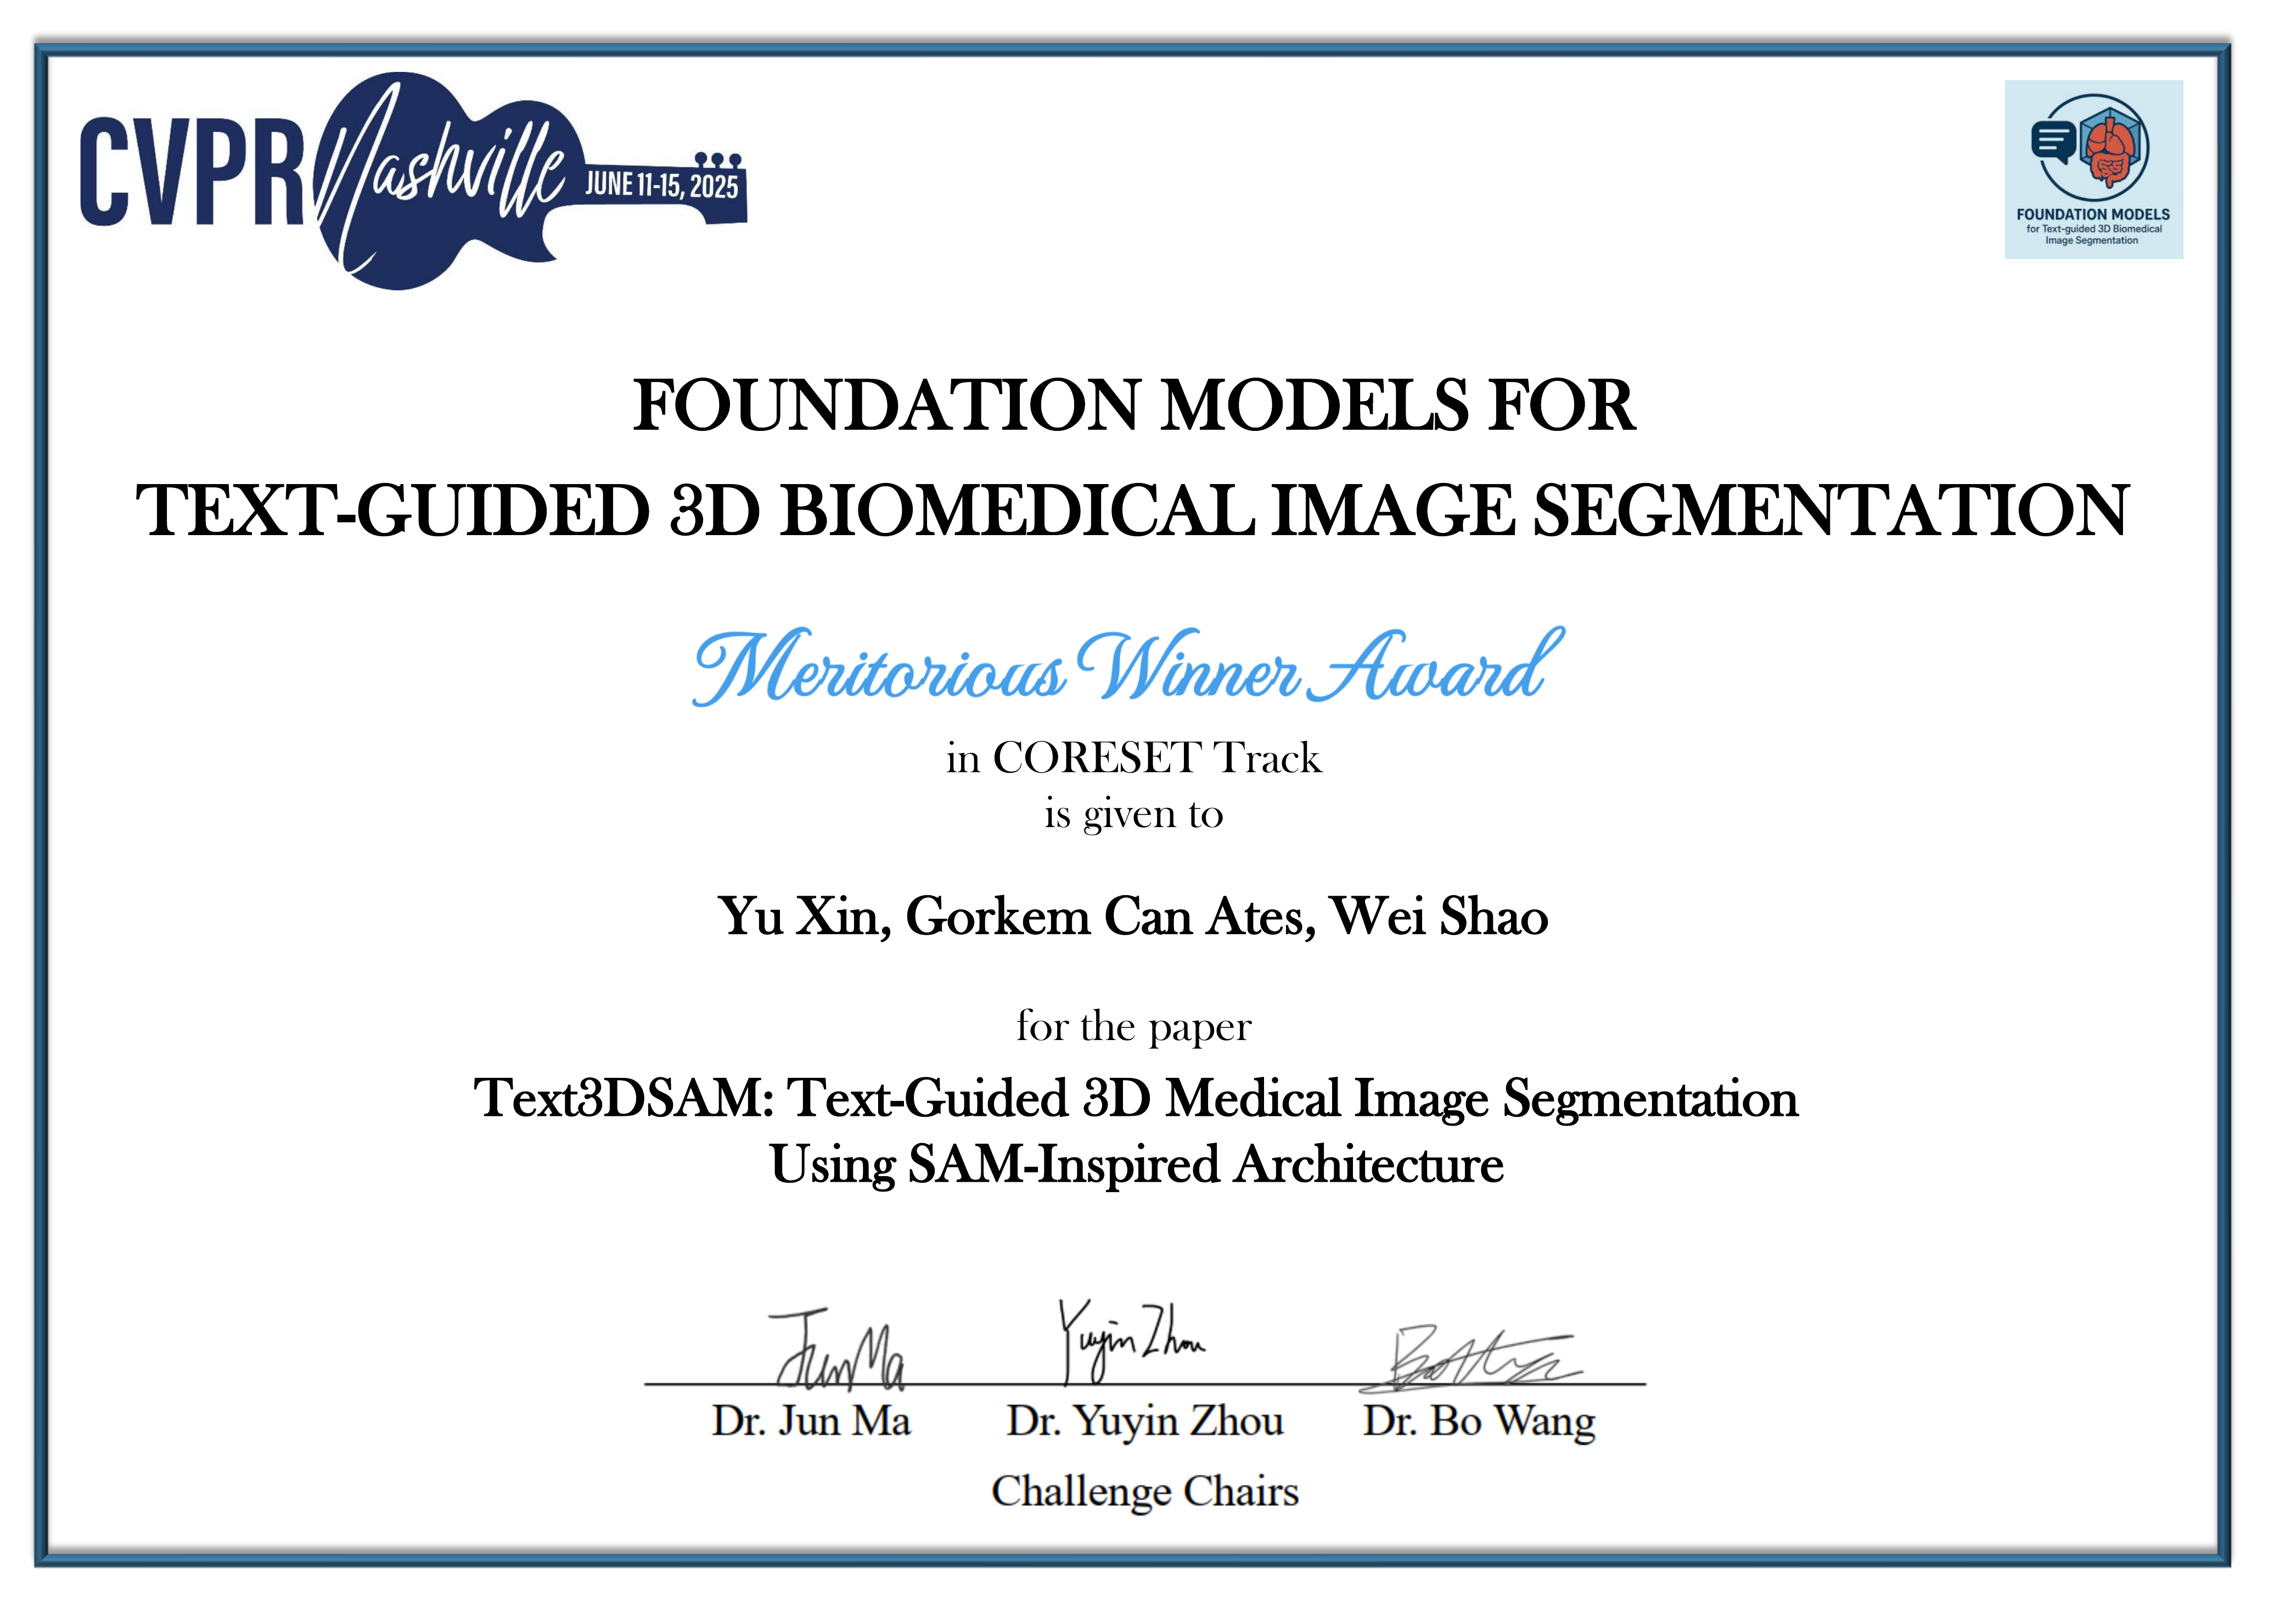 CVPR Nashville JUNE 11-15, 2025
FOUNDATION MODELS
for Text-guided 3D Biomedical
Image Segmentation
FOUNDATION MODELS FOR
TEXT-GUIDED 3D BIOMEDICAL IMAGE SEGMENTATION
Meritorious Winner Award
in CORESET Track
is given to
Yu Xin, Gorkem Can Ates, Wei Shao
for the paper
Text3DSAM: Text-Guided 3D Medical Image Segmentation
Using SAM-Inspired Architecture
Jun Ma Yuyin Zhou
Dr. Jun Ma Dr. Yuyin Zhou Dr. Bo Wang
Challenge Chairs